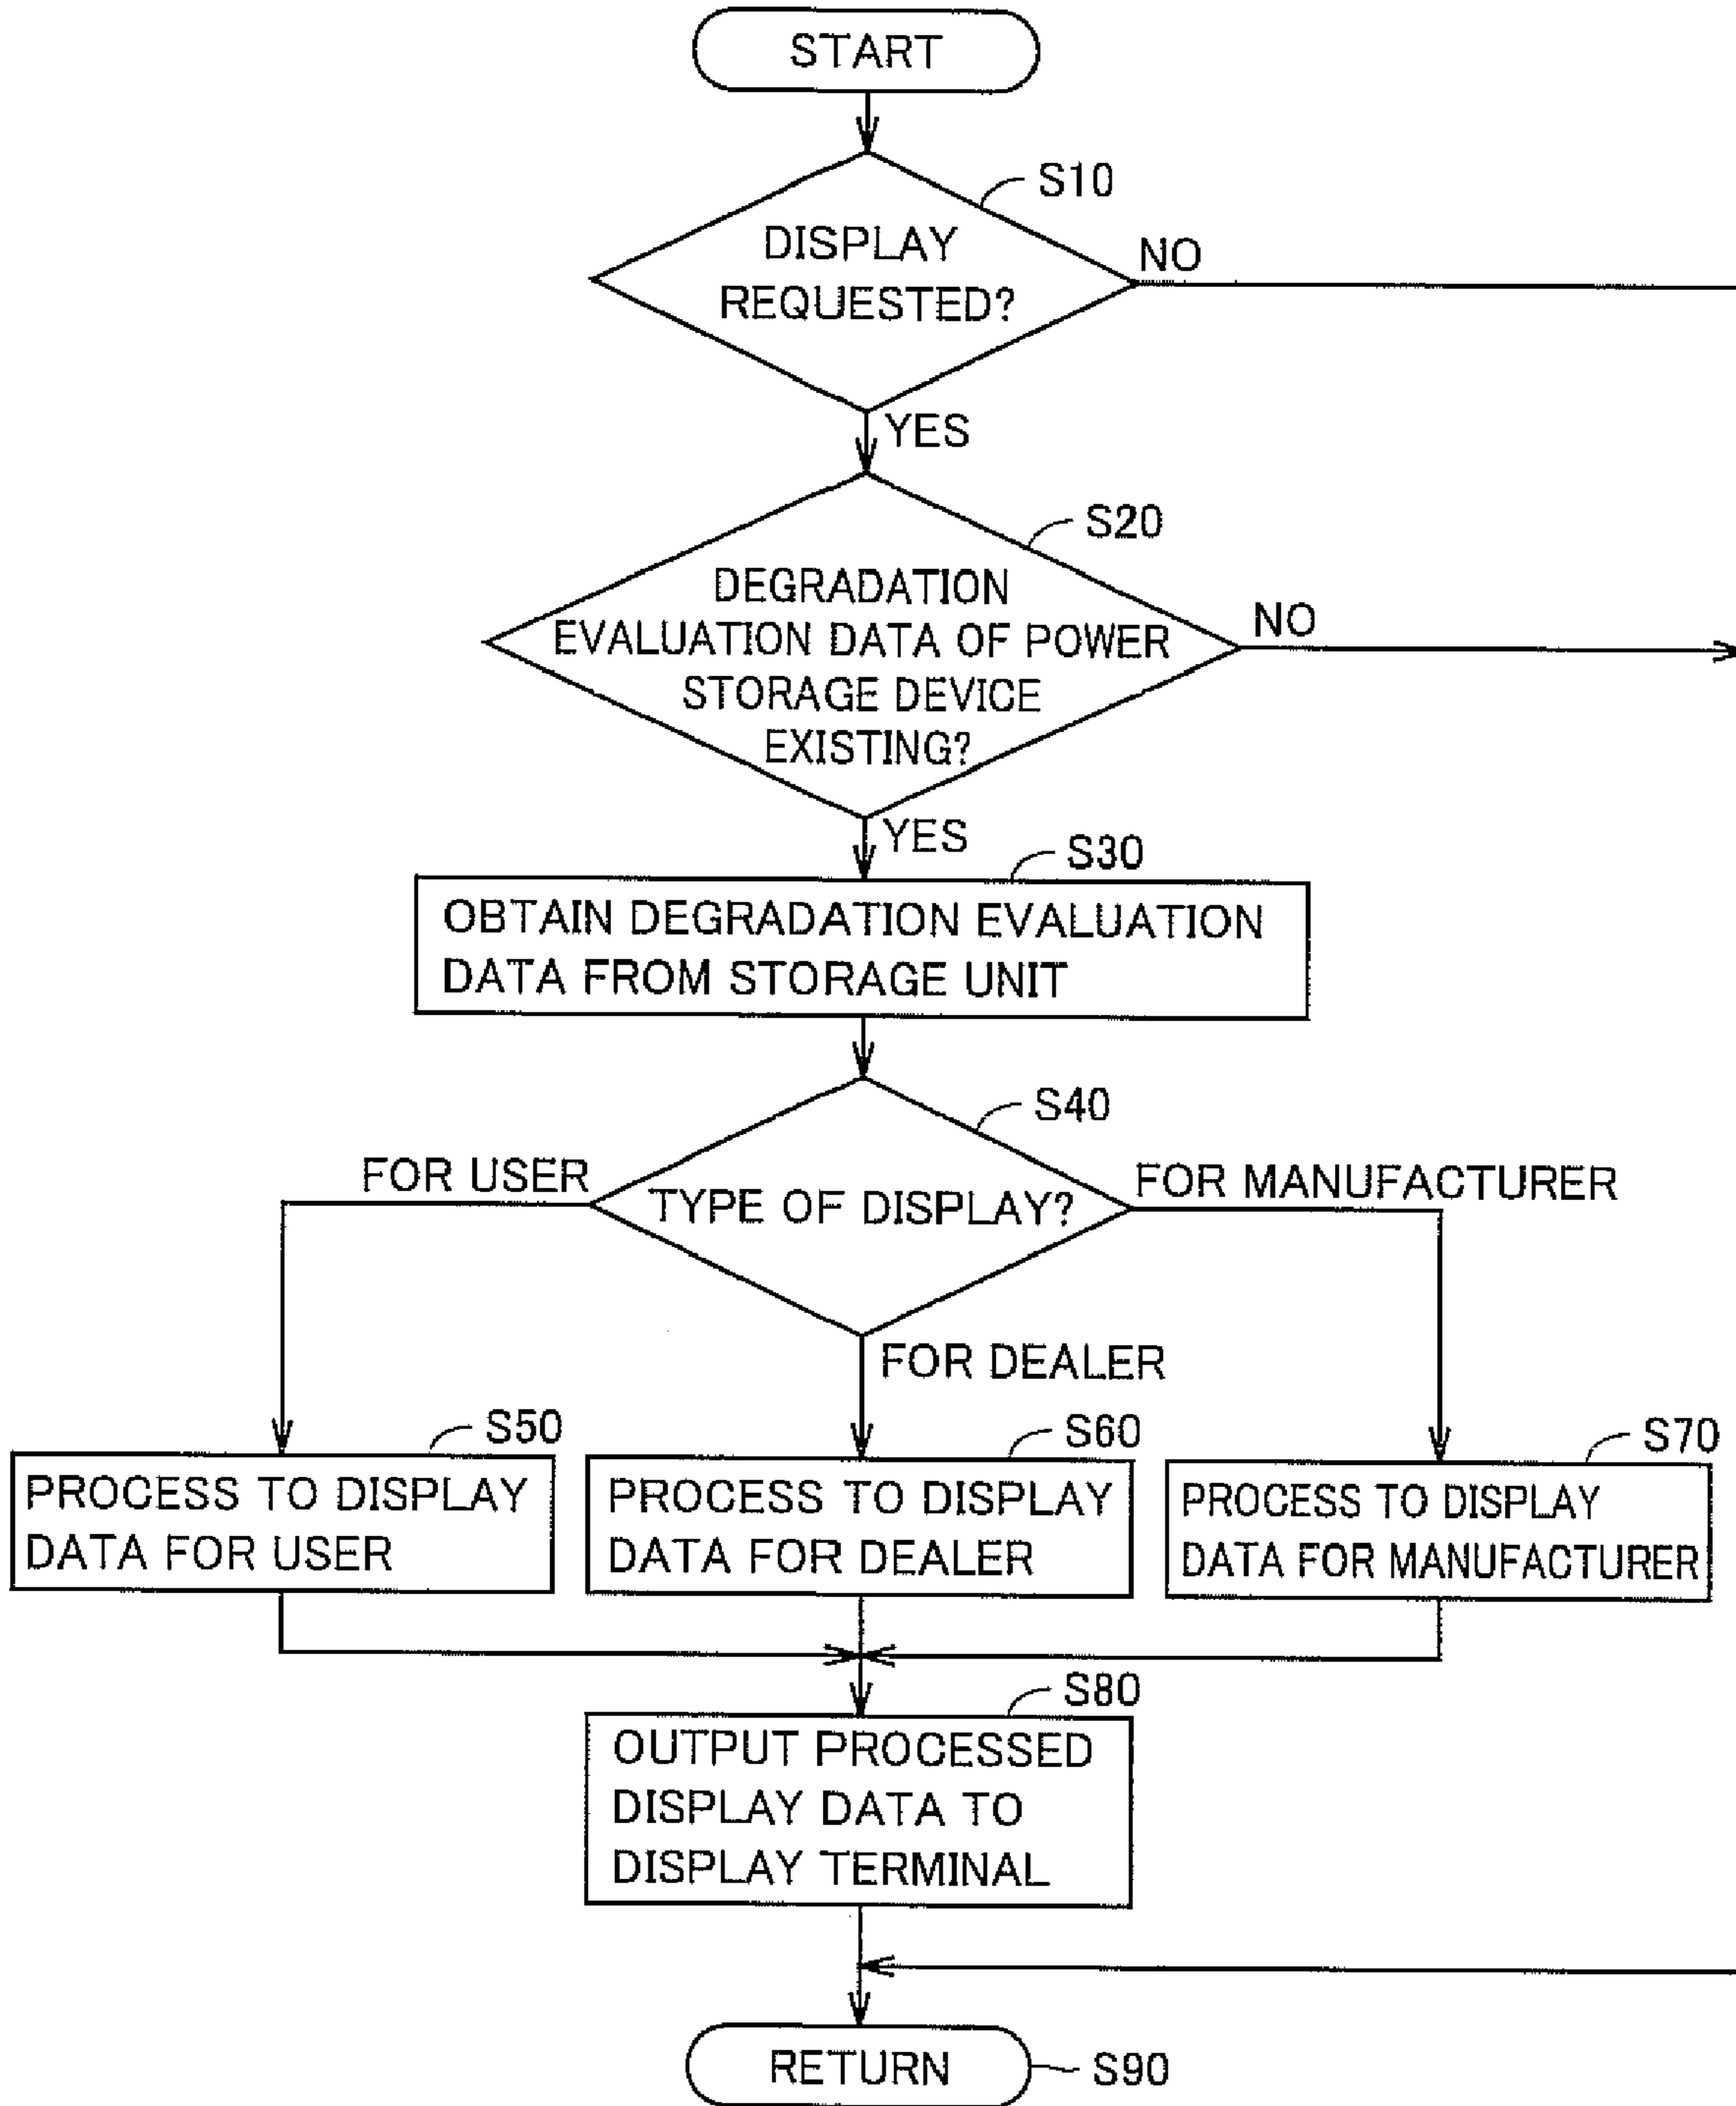 START
S10
DISPLAY
REQUESTED?
NO
YES
S20
DEGRADATION
EVALUATION DATA OF POWER
STORAGE DEVICE
EXISTING?
NO
YES
S30
OBTAIN DEGRADATION EVALUATION
DATA FROM STORAGE UNIT
S40
FOR USER
TYPE OF DISPLAY?
FOR MANUFACTURER
FOR DEALER
S50
PROCESS TO DISPLAY
DATA FOR USER
S60
PROCESS TO DISPLAY
DATA FOR DEALER
S70
PROCESS TO DISPLAY
DATA FOR MANUFACTURER
S80
OUTPUT PROCESSED
DISPLAY DATA TO
DISPLAY TERMINAL
RETURN
S90